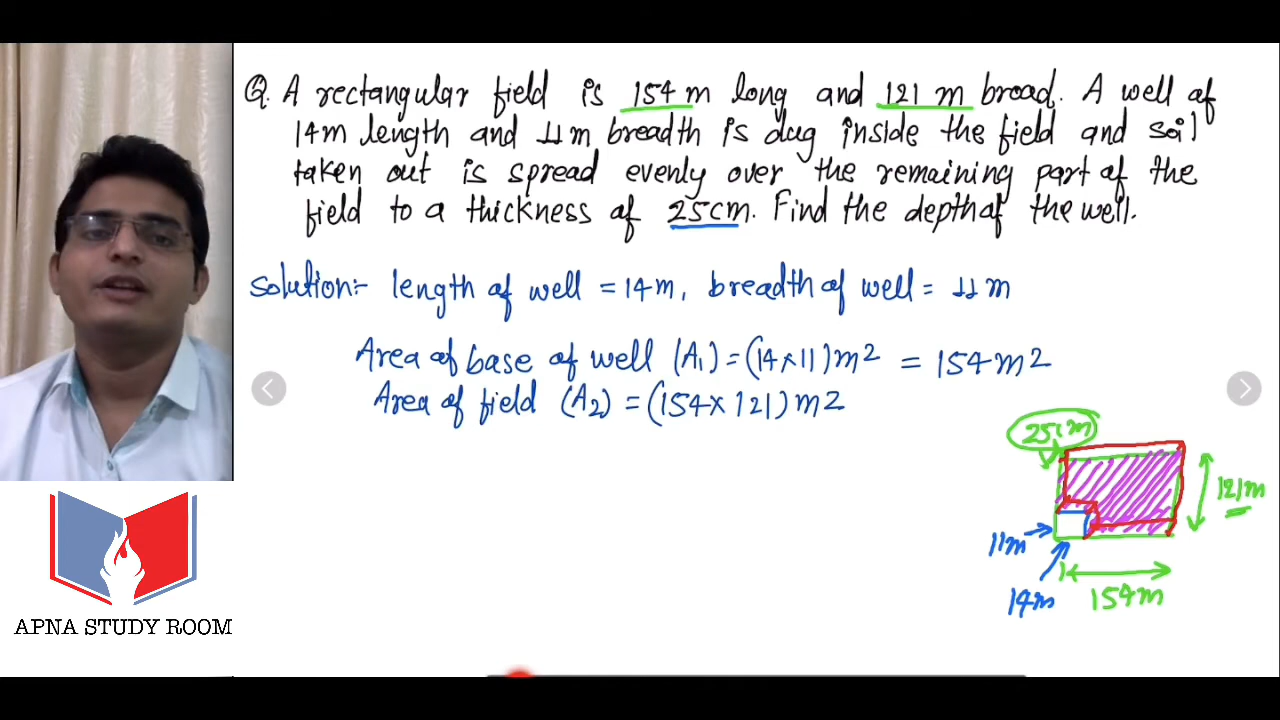 Q. A rectangular field is 154 m long and 121 m broad. A well of
14m length and 11m breadth is dug inside the field and soil
taken out is spread evenly over the remaining part of the
field to a thickness of 25cm. Find the depth of the well.
Solution:- length of well = 14m, breadth of well = 11m
Area of base of well (A1) = (14×11)m2 = 154m2
Area of field (A2) = (154×121)m2
25cm
121m
11m
14m
154m
APNA STUDY ROOM